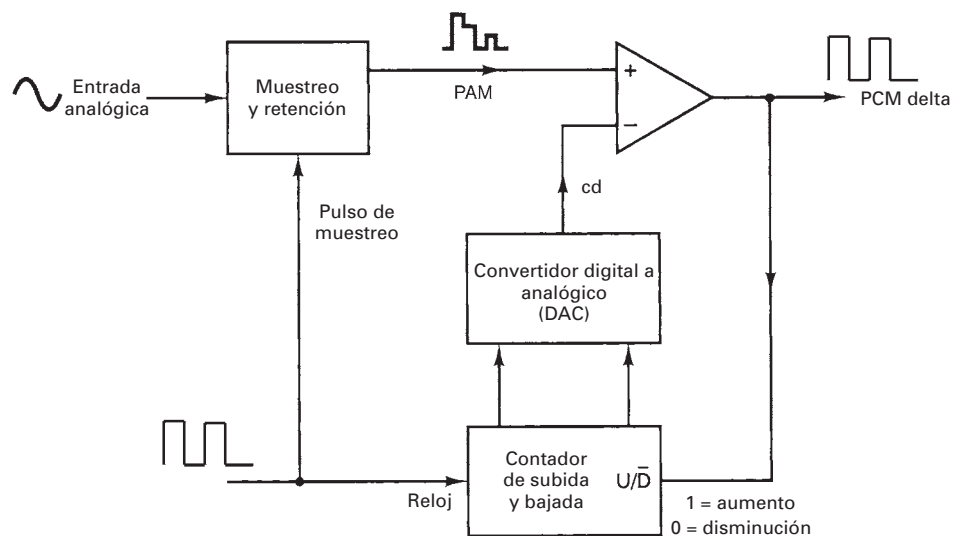 Entrada
analógica
Muestreo
y retención
PAM
+
−
PCM delta
Pulso de
muestreo
cd
Convertidor digital a
analógico
(DAC)
Reloj
Contador
de subida
y bajada
U/D̅
1 = aumento
0 = disminución